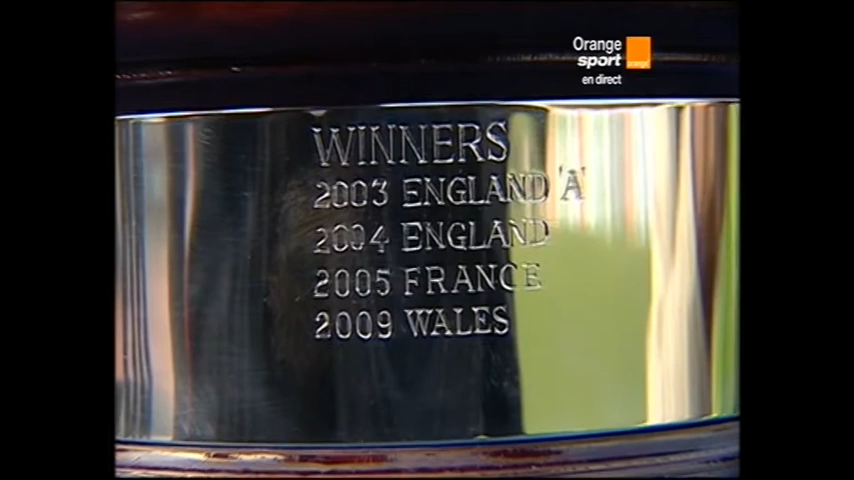 Orange
sport
orange
en direct
WINNERS
2003 ENGLAND 'A'
2004 ENGLAND
2005 FRANCE
2009 WALES